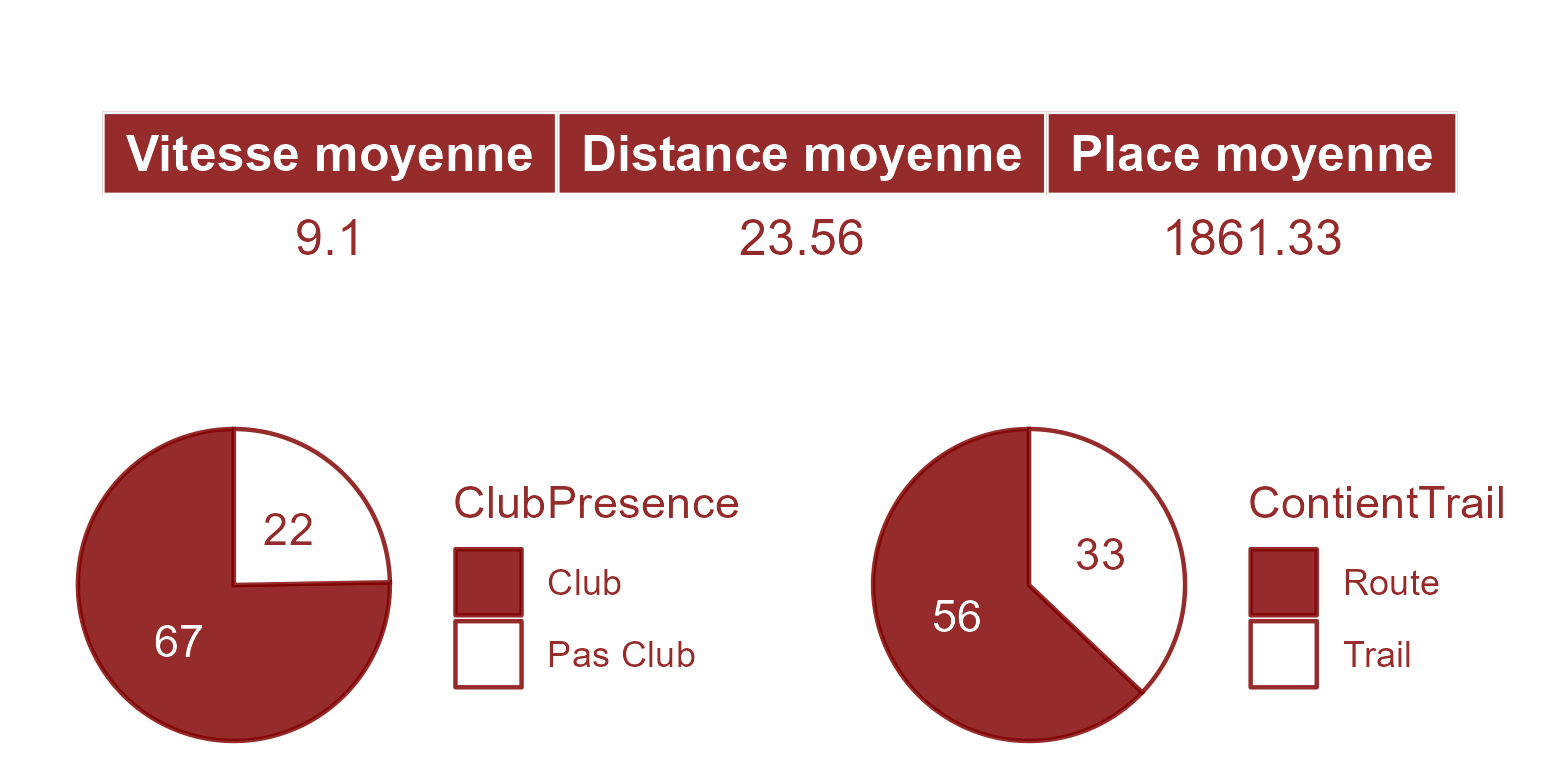 Vitesse moyenne Distance moyenne Place moyenne
9.1 23.56 1861.33
ClubPresence
22
Club
67
Pas Club
ContientTrail
33
Route
56
Trail